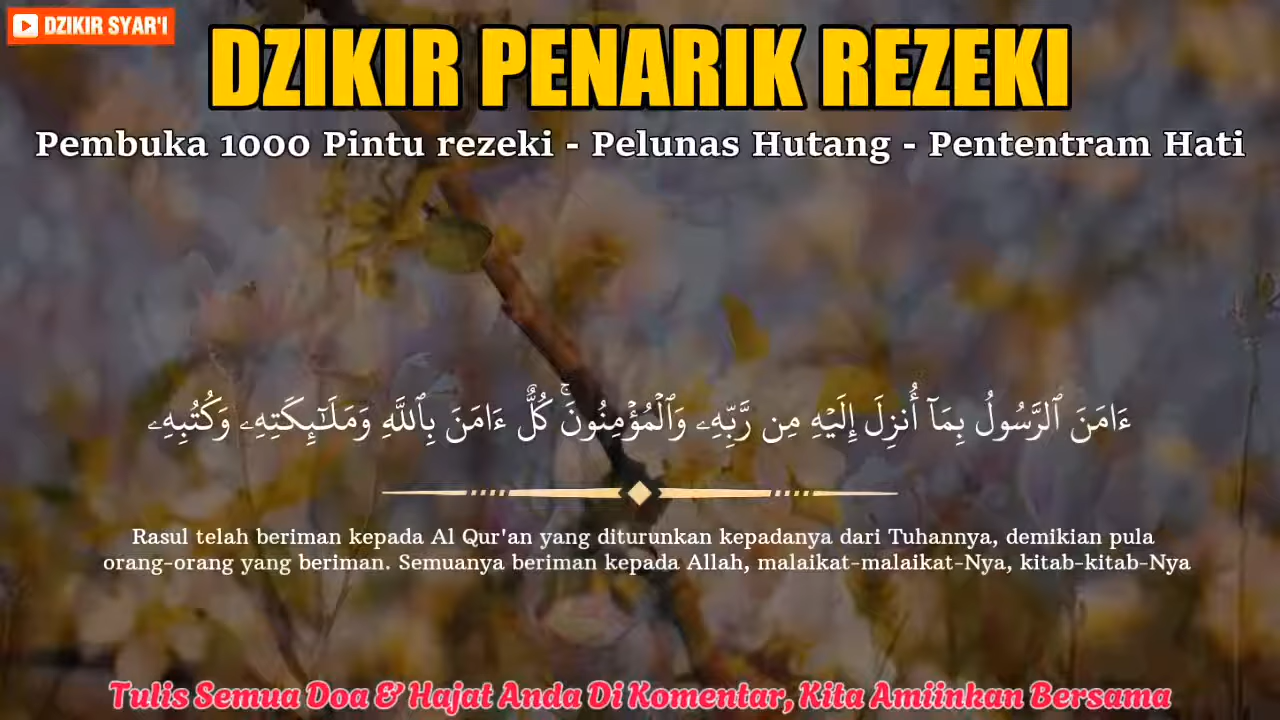 DZIKIR SYAR'I
DZIKIR PENARIK REZEKI
Pembuka 1000 Pintu rezeki - Pelunas Hutang - Pententram Hati
ءَامَنَ ٱلرَّسُولُ بِمَآ أُنزِلَ إِلَيْهِ مِن رَّبِّهِۦ وَٱلْمُؤْمِنُونَ ۚ كُلٌّ ءَامَنَ بِٱللَّهِ وَمَلَـٰٓئِكَتِهِۦ وَكُتُبِهِۦ
Rasul telah beriman kepada Al Qur'an yang diturunkan kepadanya dari Tuhannya, demikian pula
orang-orang yang beriman. Semuanya beriman kepada Allah, malaikat-malaikat-Nya, kitab-kitab-Nya
Tulis Semua Doa & Hajat Anda Di Komentar, Kita Amiinkan Bersama